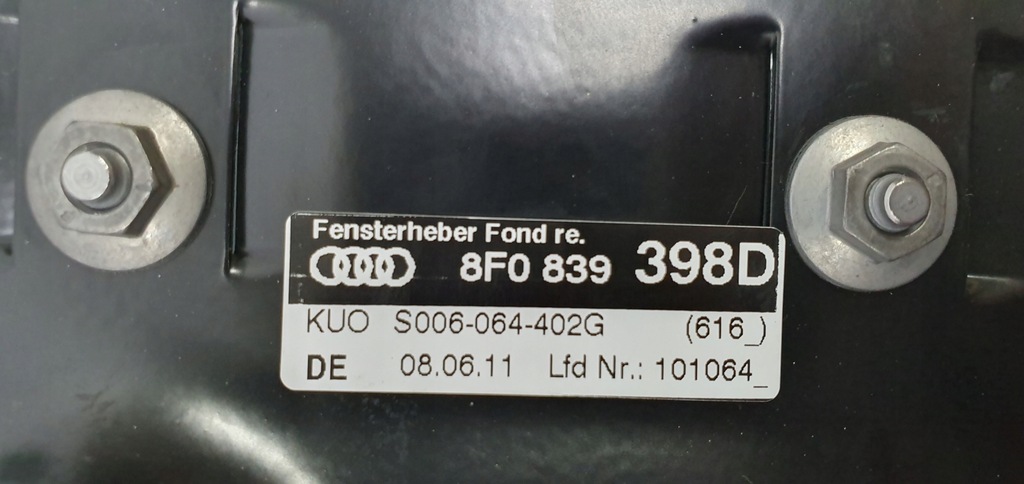 Fensterheber Fond re.
8F0 839 398D
KUO S006-064-402G (616_)
DE 08.06.11 Lfd Nr.: 101064_